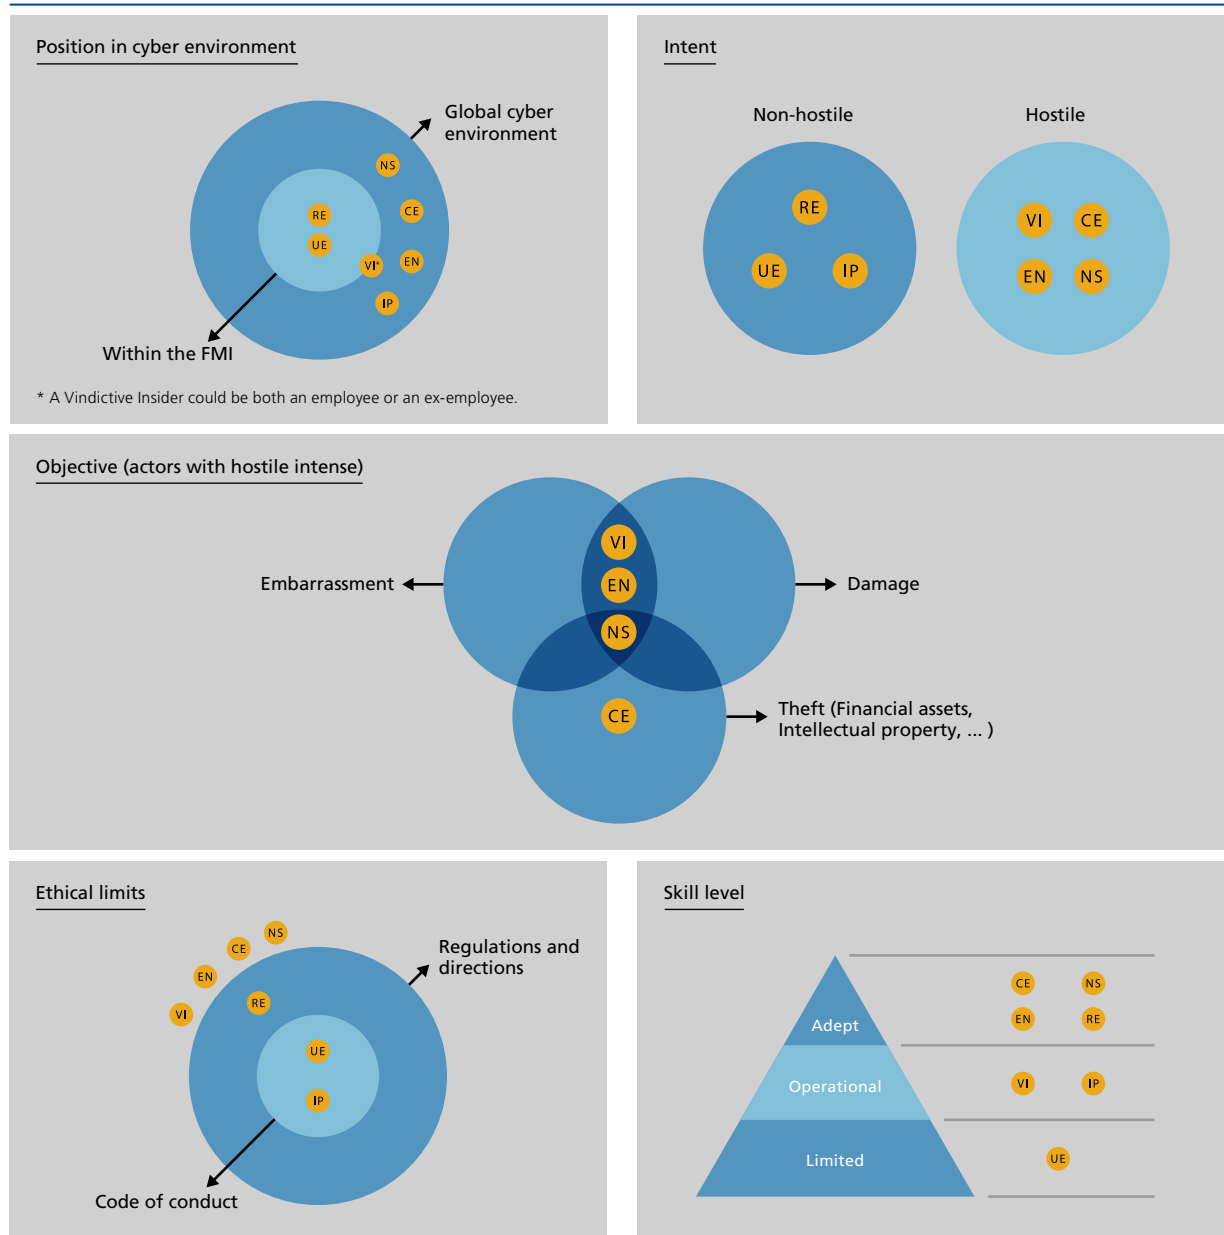 Position in cyber environment
Global cyber
environment
NS
RE
CE
UE
VI*
EN
IP
Within the FMI
* A Vindictive Insider could be both an employee or an ex-employee.
Intent
Non-hostile
Hostile
RE
UE
IP
VI
CE
EN
NS
Objective (actors with hostile intense)
VI
EN
NS
CE
Embarrassment
Damage
Theft (Financial assets,
Intellectual property, ... )
Ethical limits
NS
CE
EN
VI
RE
UE
IP
Regulations and
directions
Code of conduct
Skill level
Adept
CE
NS
EN
RE
Operational
VI
IP
Limited
UE